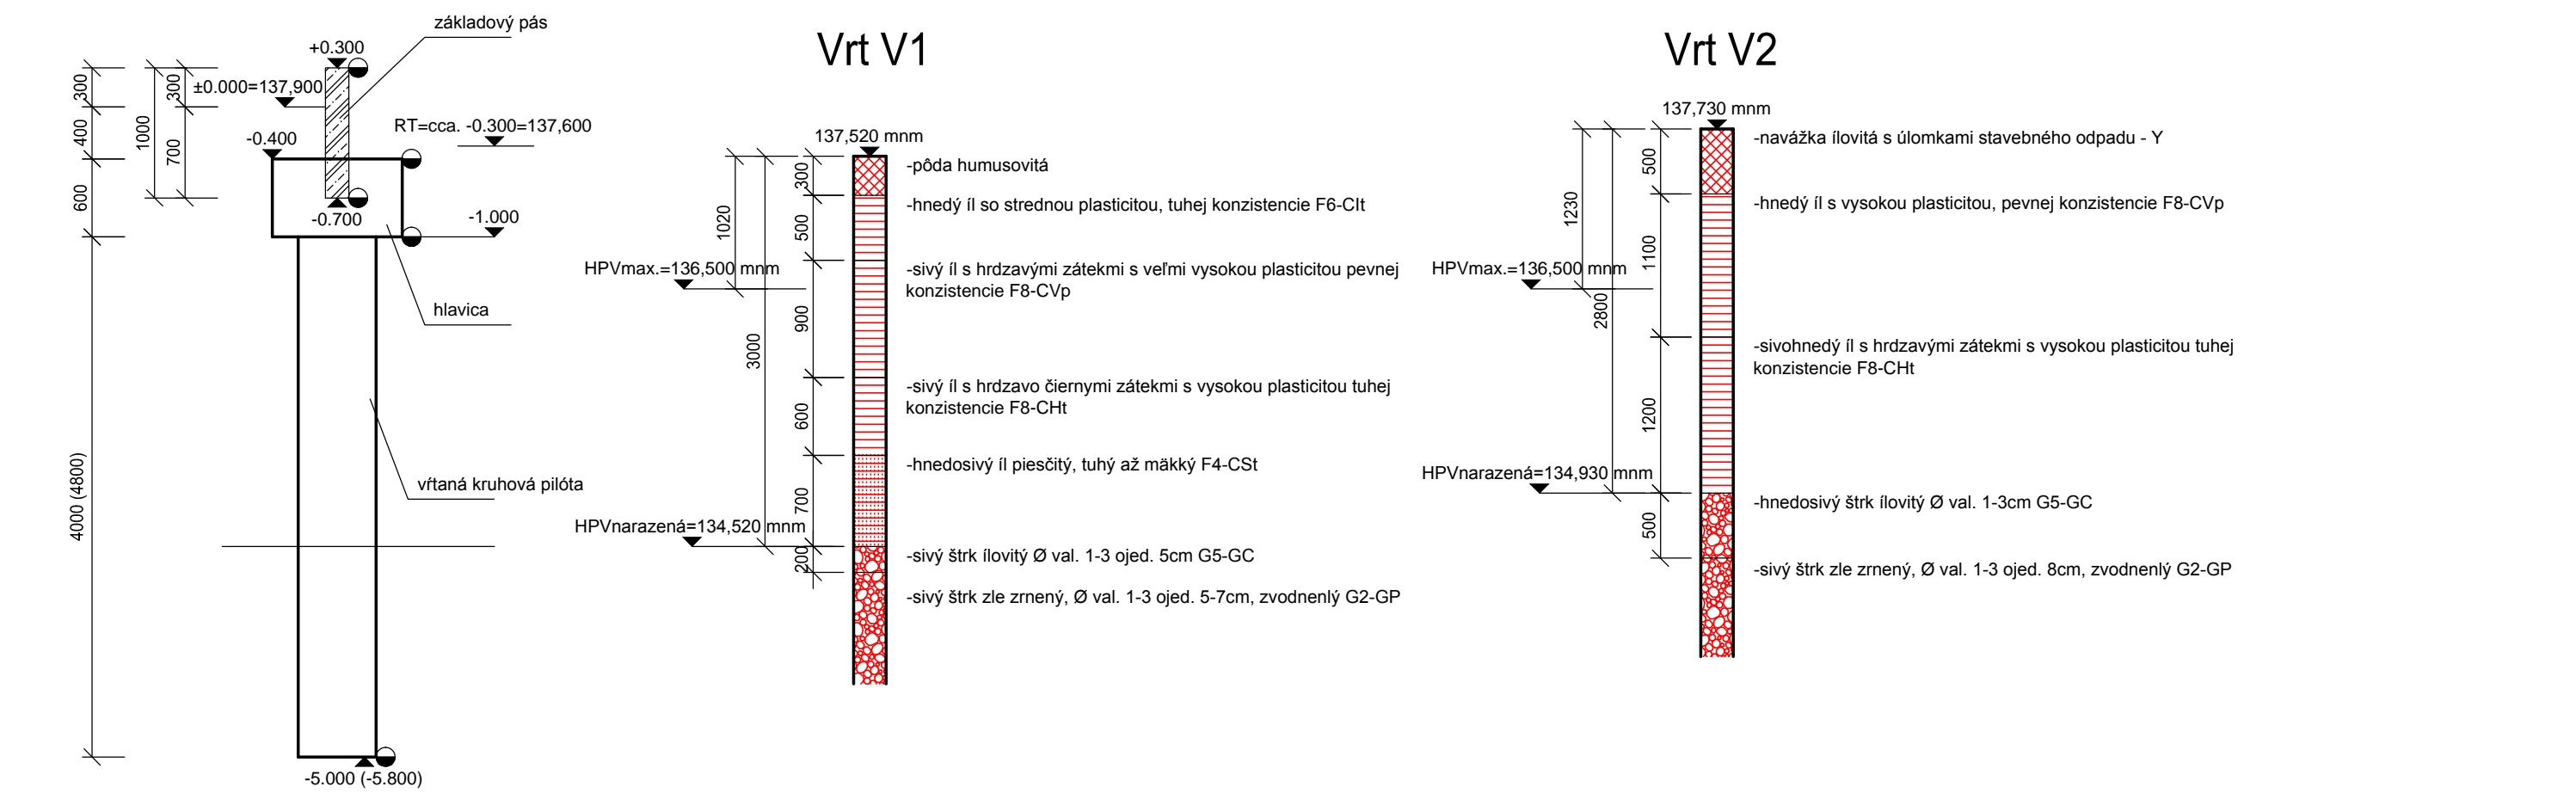 základový pás
+0.300
±0.000=137,900
RT=cca. -0.300=137,600
-0.400
-0.700
-1.000
hlavica
vŕtaná kruhová pilóta
-5.000 (-5.800)
300
400
600
4000 (4800)
1000
300
700
Vrt V1
137,520 mnm
300
500
900
600
700
200
1020
3000
HPVmax.=136,500 mnm
HPVnarazená=134,520 mnm
-pôda humusovitá
-hnedý íl so strednou plasticitou, tuhej konzistencie F6-CIt
-sivý íl s hrdzavými zátekmi s veľmi vysokou plasticitou pevnej
konzistencie F8-CVp
-sivý íl s hrdzavo čiernymi zátekmi s vysokou plasticitou tuhej
konzistencie F8-CHt
-hnedosivý íl piesčitý, tuhý až mäkký F4-CSt
-sivý štrk ílovitý Ø val. 1-3 ojed. 5cm G5-GC
-sivý štrk zle zrnený, Ø val. 1-3 ojed. 5-7cm, zvodnenlý G2-GP
Vrt V2
137,730 mnm
500
1100
1200
500
1230
2800
HPVmax.=136,500 mnm
HPVnarazená=134,930 mnm
-navážka ílovitá s úlomkami stavebného odpadu - Y
-hnedý íl s vysokou plasticitou, pevnej konzistencie F8-CVp
-sivohnedý íl s hrdzavými zátekmi s vysokou plasticitou tuhej
konzistencie F8-CHt
-hnedosivý štrk ílovitý Ø val. 1-3cm G5-GC
-sivý štrk zle zrnený, Ø val. 1-3 ojed. 8cm, zvodnenlý G2-GP